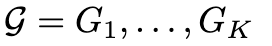 𝒢 = G₁, . . . , G_K